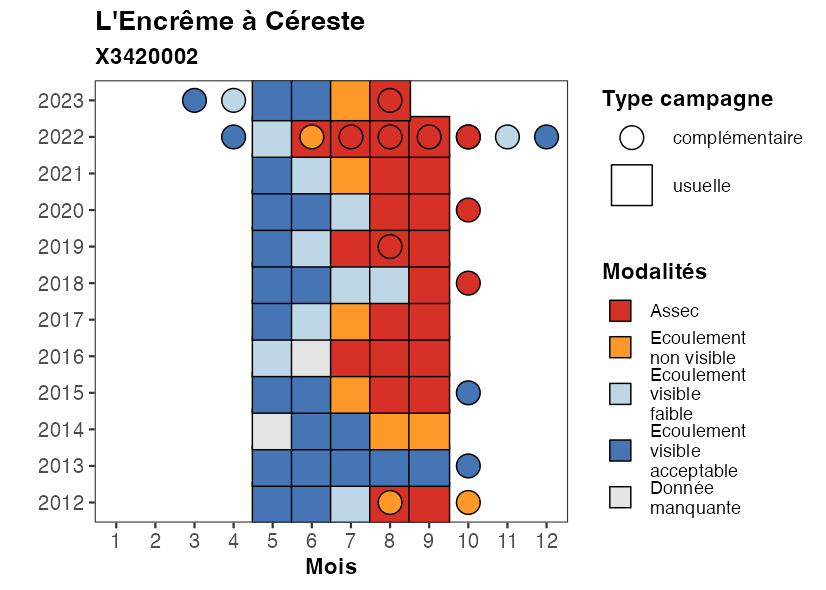 L'Encrême à Céreste
X3420002
2023
2022
2021
2020
2019
2018
2017
2016
2015
2014
2013
2012
1 2 3 4 5 6 7 8 9 10 11 12
Mois
Type campagne
complémentaire
usuelle
Modalités
Assec
Ecoulement
non visible
Ecoulement
visible
faible
Ecoulement
visible
acceptable
Donnée
manquante